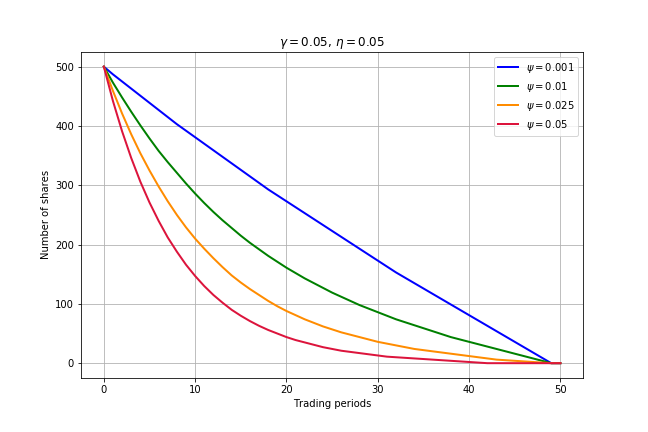 γ = 0.05, η = 0.05
ψ = 0.001
ψ = 0.01
ψ = 0.025
ψ = 0.05
Number of shares
500
400
300
200
100
0
0 10 20 30 40 50
Trading periods